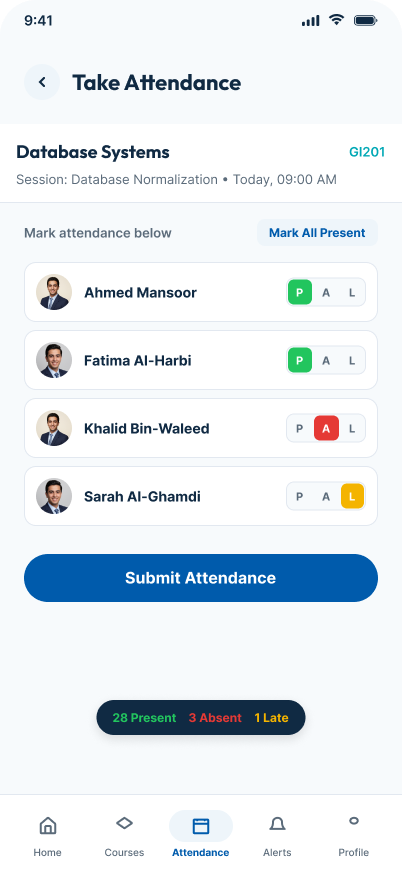 9:41
Take Attendance
Database Systems GI201
Session: Database Normalization • Today, 09:00 AM
Mark attendance below Mark All Present
Ahmed Mansoor P A L
Fatima Al-Harbi P A L
Khalid Bin-Waleed P A L
Sarah Al-Ghamdi P A L
Submit Attendance
28 Present 3 Absent 1 Late
Home Courses Attendance Alerts Profile